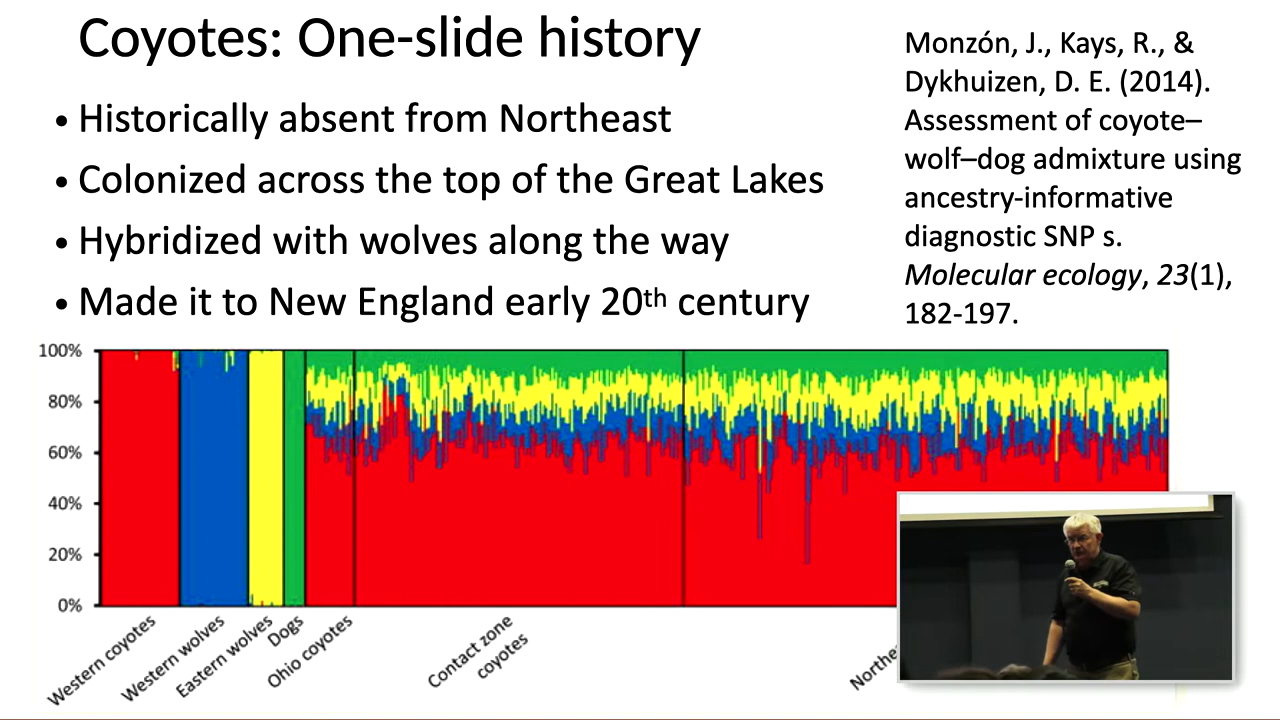 Coyotes: One-slide history
• Historically absent from Northeast
• Colonized across the top of the Great Lakes
• Hybridized with wolves along the way
• Made it to New England early 20th century
Monzón, J., Kays, R., &
Dykhuizen, D. E. (2014).
Assessment of coyote–
wolf–dog admixture using
ancestry-informative
diagnostic SNP s.
Molecular ecology, 23(1),
182-197.
100%
80%
60%
40%
20%
0%
Western coyotes
Western wolves
Eastern wolves
Dogs
Ohio coyotes
Contact zone
coyotes